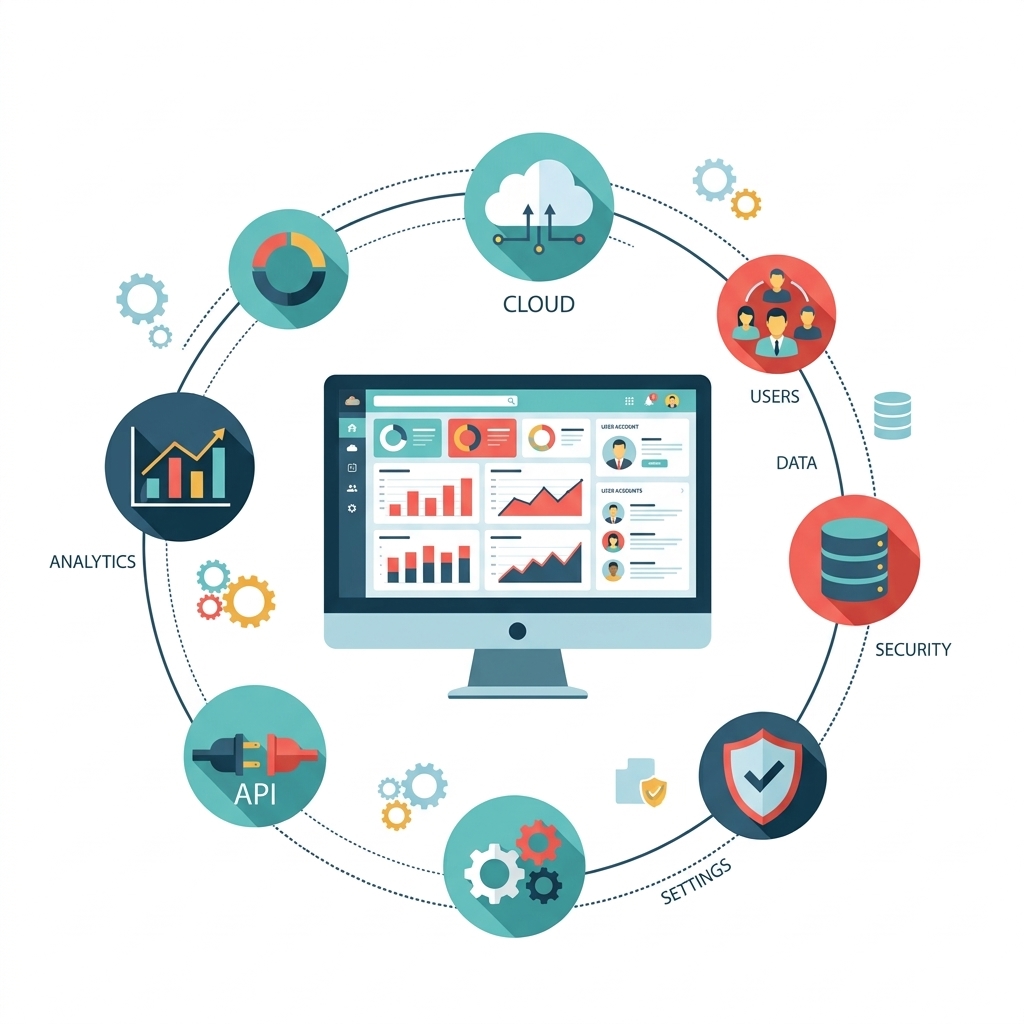 CLOUD
USERS
USER ACCOUNT
DATA
USER ACCOUNTS
ANALYTICS
SECURITY
API
SETTINGS